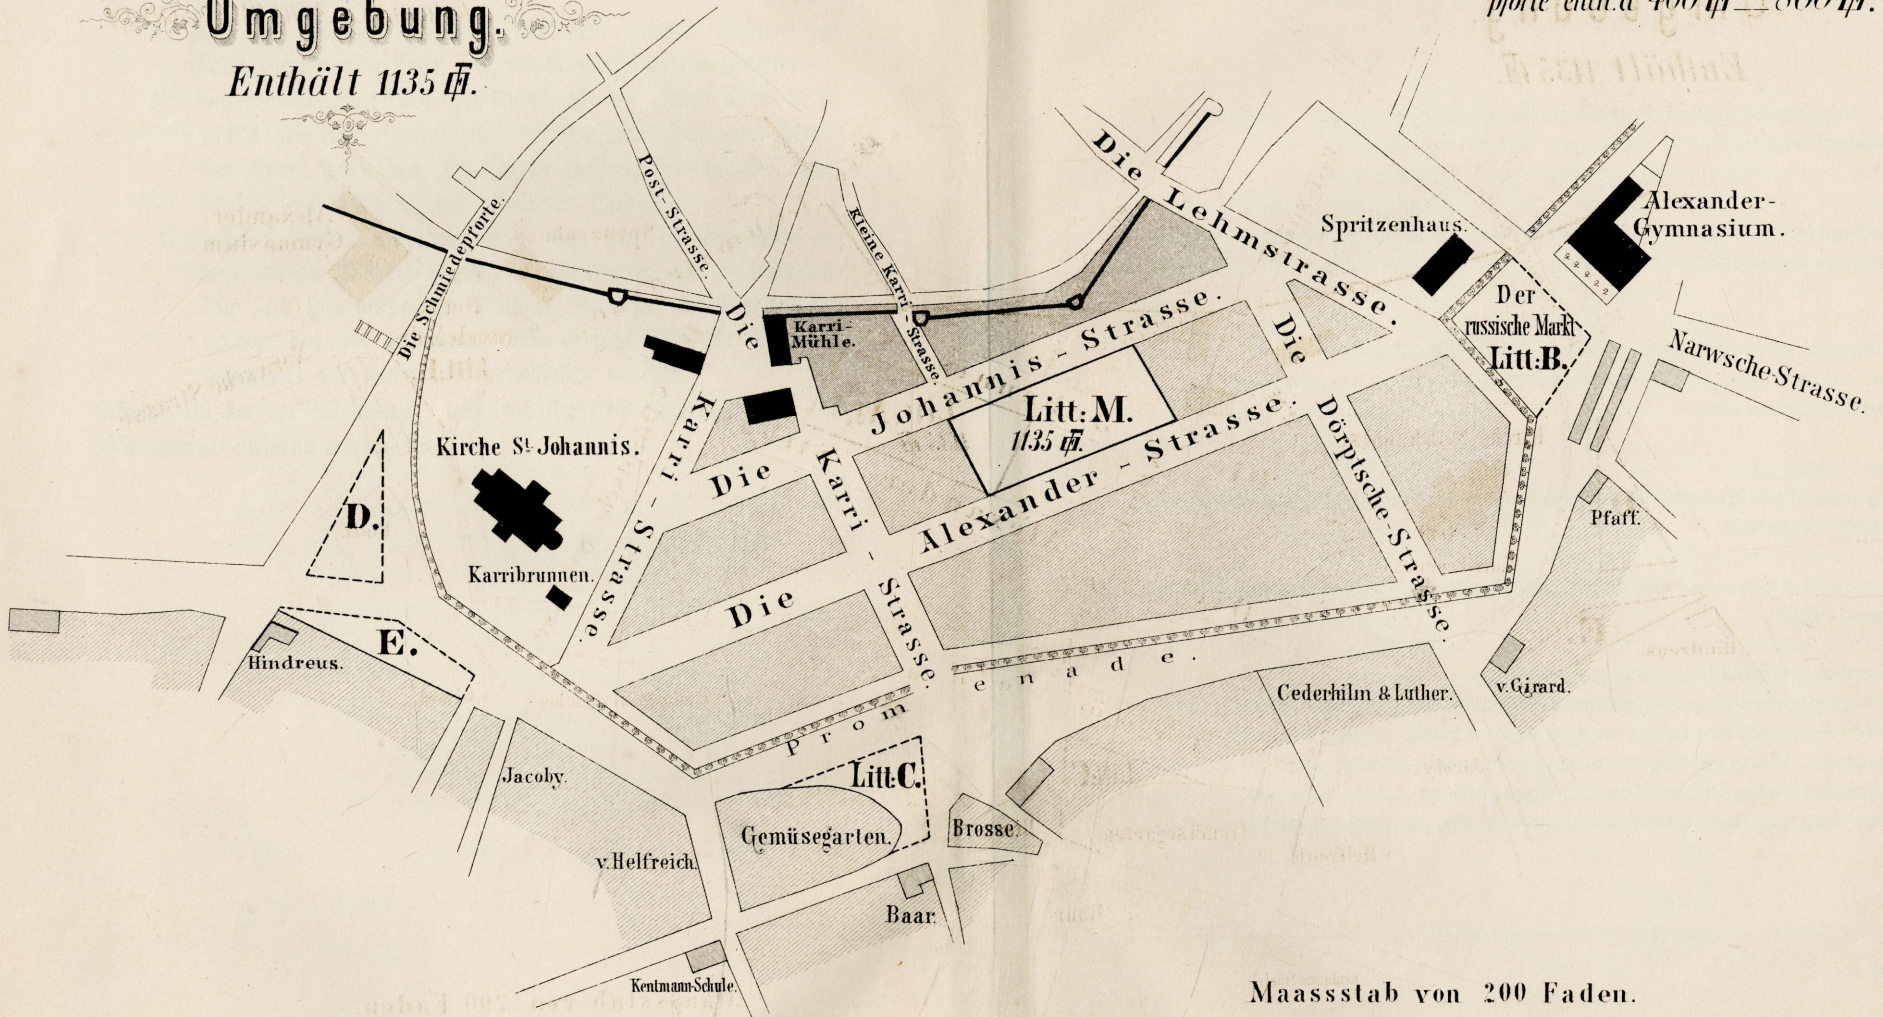 Umgebung.
Enthält 1135
Die Schmiedepforte.
Post-Strasse.
Kleine Karri-Strasse.
Die Lehmstrasse.
Spritzenhaus.
Alexander-
Gymnasium.
Der
russische Markt
Litt: B.
Narwsche-Strasse.
Karri-
Mühle.
Die Karri-Strasse.
Die Johannis-Strasse.
Litt: M.
1135
Die Alexander-Strasse.
Die Dörptsche-Strasse.
Karri-Strasse.
Kirche St. Johannis.
Karribrunnen.
D.
E.
Hindreus.
Pfaff.
v. Girard.
Cederhilm & Luther.
Promenade.
Jacoby.
v. Helfreich.
Litt: C.
Gemüsegarten.
Brosse.
Baar.
Kentmann-Schule.
Maassstab von 200 Faden.